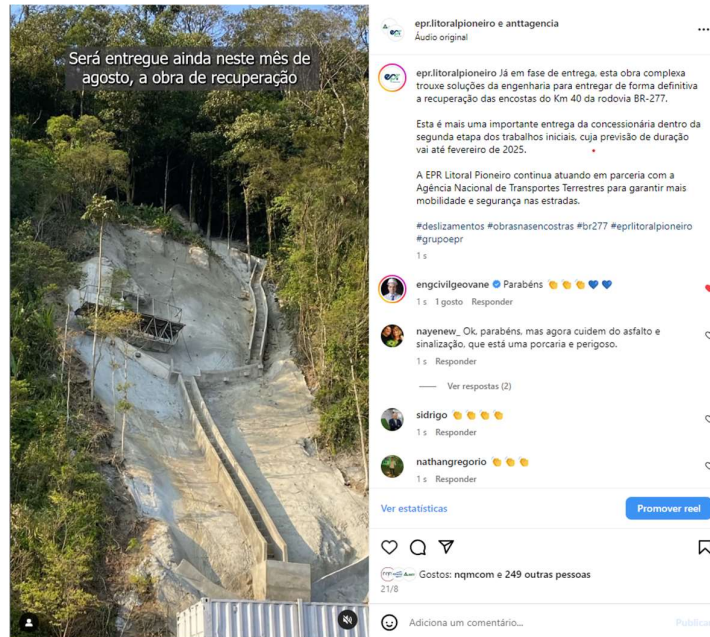 Será entregue ainda neste mês de
agosto, a obra de recuperação
epr.litoralpioneiro e anttagencia
Áudio original
epr.litoralpioneiro Já em fase de entrega, esta obra complexa
trouxe soluções da engenharia para entregar de forma definitiva
a recuperação das encostas do Km 40 da rodovia BR-277.
Esta é mais uma importante entrega da concessionária dentro da
segunda etapa dos trabalhos iniciais, cuja previsão de duração
vai até fevereiro de 2025.
A EPR Litoral Pioneiro continua atuando em parceria com a
Agência Nacional de Transportes Terrestres para garantir mais
mobilidade e segurança nas estradas.
#deslizamentos #obrasnasencostras #br277 #eprlitoralpioneiro
#grupoepr
1 s
engcivilgeovane Parabéns 👏👏👏💙💙
1 s 1 gosto Responder
nayenew_ Ok, parabéns, mas agora cuidem do asfalto e
sinalização, que está uma porcaria e perigoso.
1 s Responder
Ver respostas (2)
sidrigo 👏👏👏👏
1 s Responder
nathangregorio 👏👏👏
1 s Responder
Ver estatísticas
Promover reel
Gostos: nqmcom e 249 outras pessoas
21/8
Adiciona um comentário...